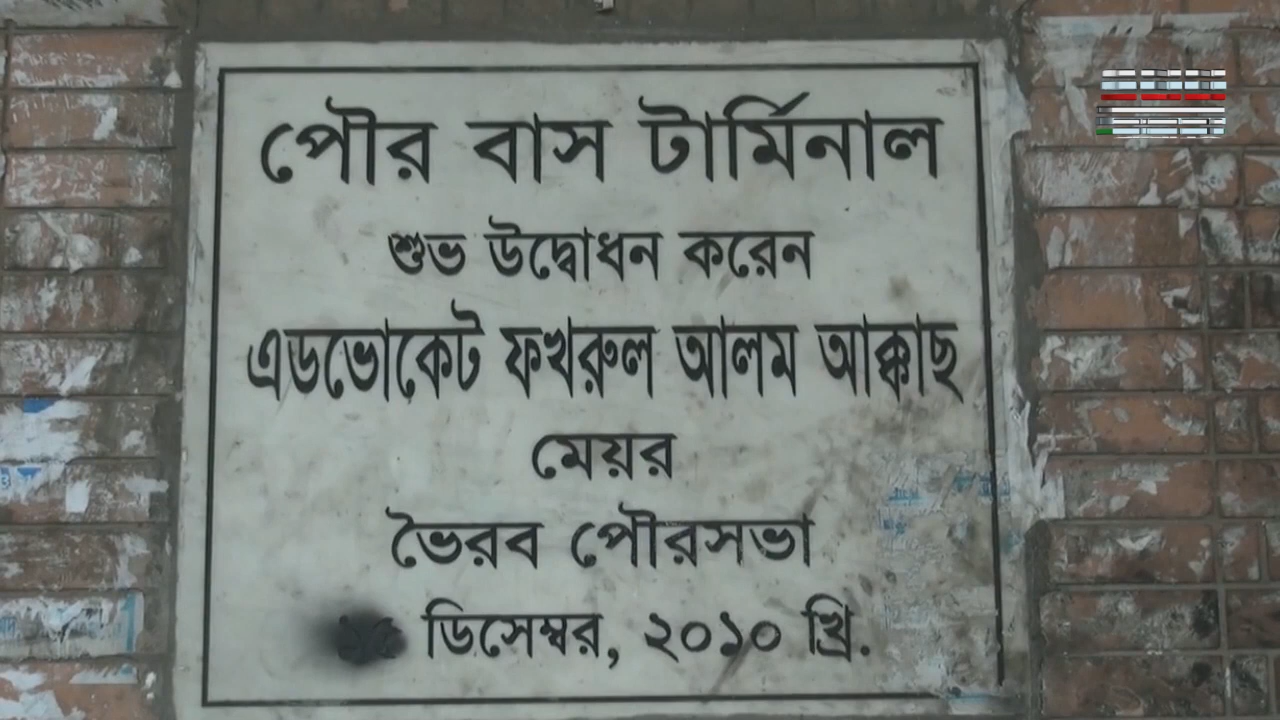 পৌর বাস টার্মিনাল
শুভ উদ্বোধন করেন
এডভোকেট ফখরুল আলম আক্কাছ
মেয়র
ভৈরব পৌরসভা
ডিসেম্বর, ২০১০ খ্রি.